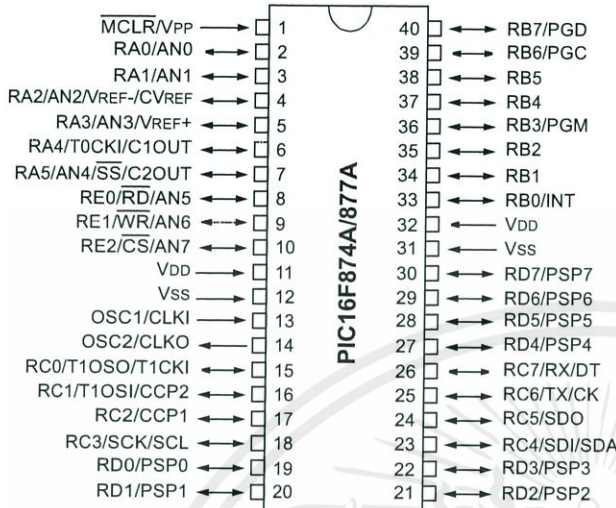 MCLR/VPP 1 40 RB7/PGD
RA0/AN0 2 39 RB6/PGC
RA1/AN1 3 38 RB5
RA2/AN2/VREF-/CVREF 4 37 RB4
RA3/AN3/VREF+ 5 36 RB3/PGM
RA4/T0CKI/C1OUT 6 35 RB2
RA5/AN4/SS/C2OUT 7 34 RB1
RE0/RD/AN5 8 33 RB0/INT
RE1/WR/AN6 9 32 VDD
RE2/CS/AN7 10 31 VSS
VDD 11 30 RD7/PSP7
VSS 12 29 RD6/PSP6
OSC1/CLKI 13 28 RD5/PSP5
OSC2/CLKO 14 27 RD4/PSP4
RC0/T1OSO/T1CKI 15 26 RC7/RX/DT
RC1/T1OSI/CCP2 16 25 RC6/TX/CK
RC2/CCP1 17 24 RC5/SDO
RC3/SCK/SCL 18 23 RC4/SDI/SDA
RD0/PSP0 19 22 RD3/PSP3
RD1/PSP1 20 21 RD2/PSP2
PIC16F874A/877A